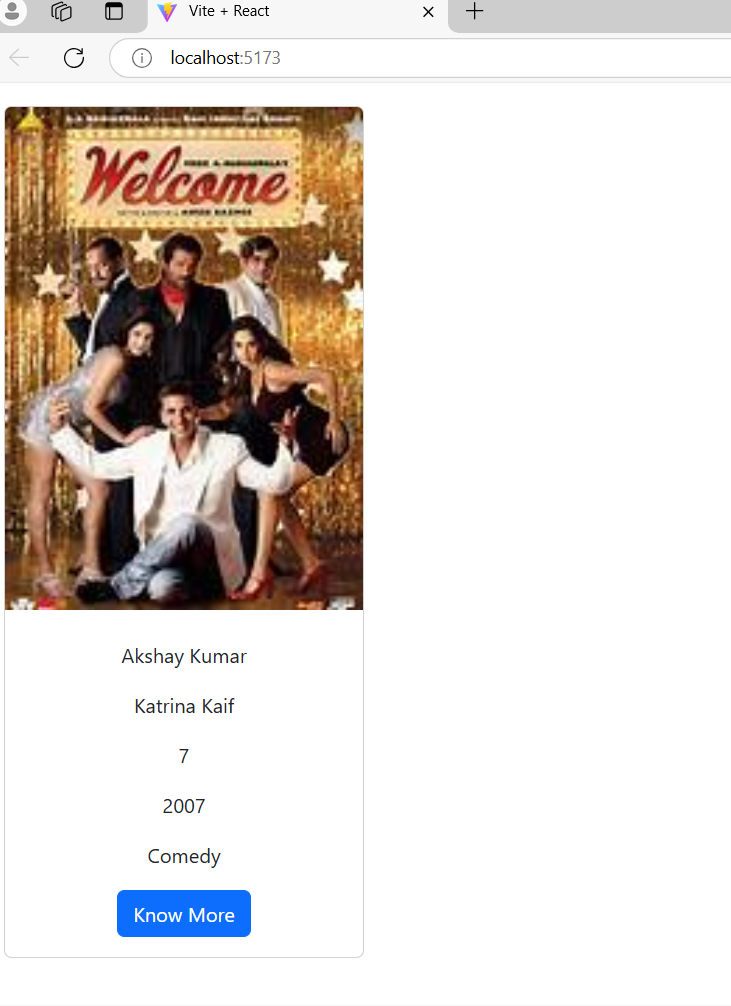 Vite + React
localhost:5173
Welcome
Akshay Kumar
Katrina Kaif
7
2007
Comedy
Know More